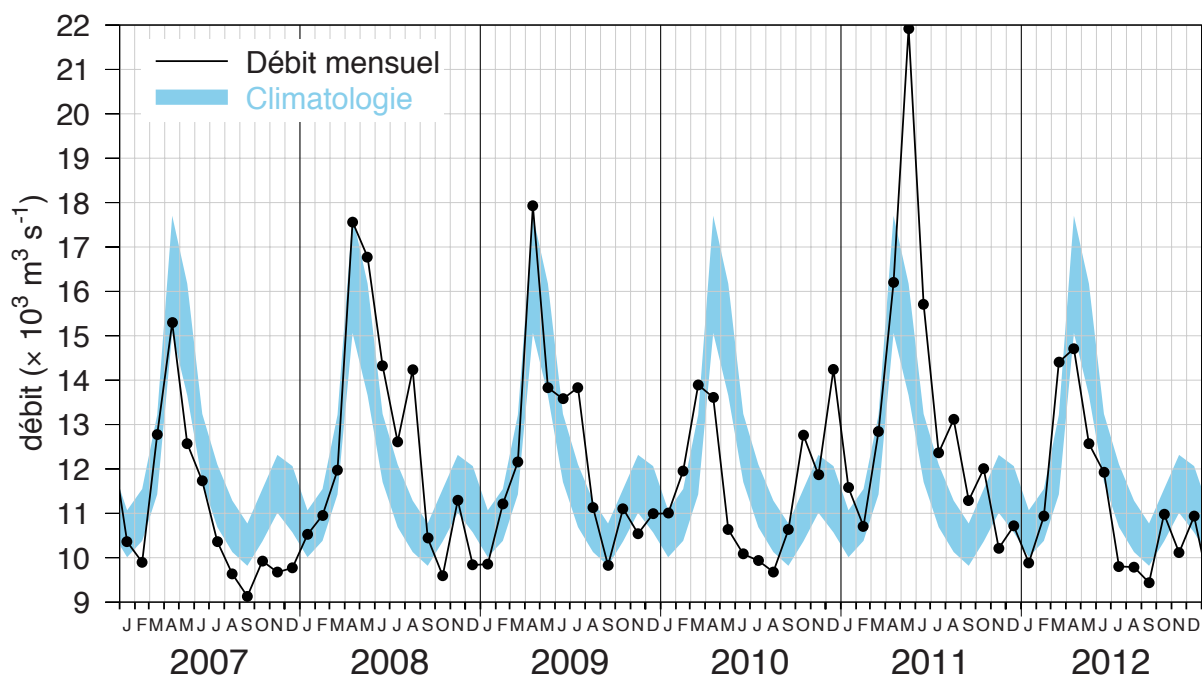 22
21
20
19
18
17
16
15
14
13
12
11
10
9
débit (× 10³ m³ s⁻¹)
Débit mensuel
Climatologie
J F M A M J J A S O N D J F M A M J J A S O N D J F M A M J J A S O N D J F M A M J J A S O N D J F M A M J J A S O N D J F M A M J J A S O N D
2007 2008 2009 2010 2011 2012